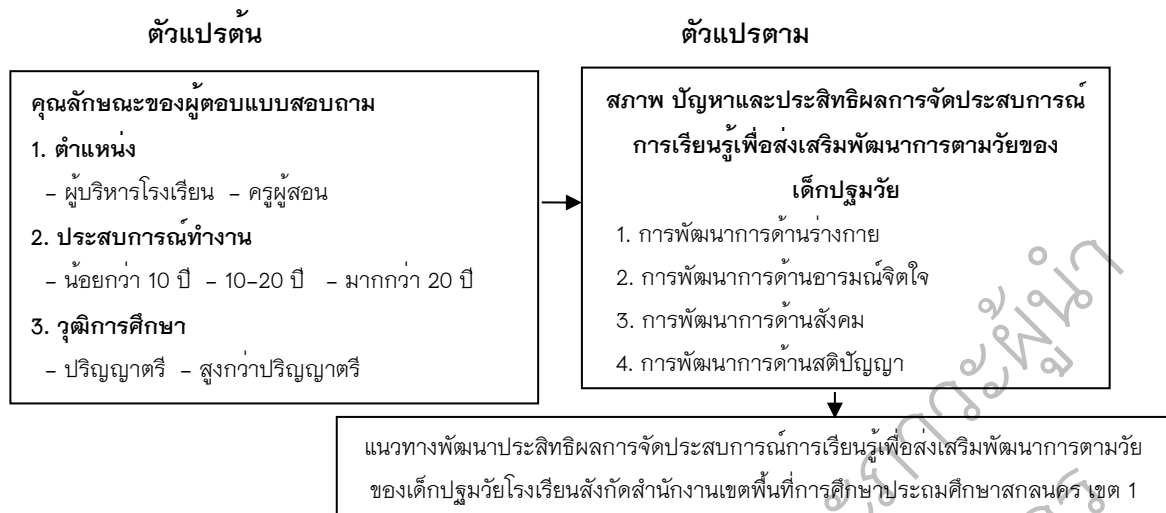 ตัวแปรต้น
ตัวแปรตาม
คุณลักษณะของผู้ตอบแบบสอบถาม
1. ตำแหน่ง
– ผู้บริหารโรงเรียน – ครูผู้สอน
2. ประสบการณ์ทำงาน
– น้อยกว่า 10 ปี – 10–20 ปี – มากกว่า 20 ปี
3. วุฒิการศึกษา
– ปริญญาตรี – สูงกว่าปริญญาตรี
สภาพ ปัญหาและประสิทธิผลการจัดประสบการณ์
การเรียนรู้เพื่อส่งเสริมพัฒนาการตามวัยของ
เด็กปฐมวัย
1. การพัฒนาการด้านร่างกาย
2. การพัฒนาการด้านอารมณ์จิตใจ
3. การพัฒนาการด้านสังคม
4. การพัฒนาการด้านสติปัญญา
แนวทางพัฒนาประสิทธิผลการจัดประสบการณ์การเรียนรู้เพื่อส่งเสริมพัฒนาการตามวัย
ของเด็กปฐมวัยโรงเรียนสังกัดสำนักงานเขตพื้นที่การศึกษาประถมศึกษาสกลนคร เขต 1